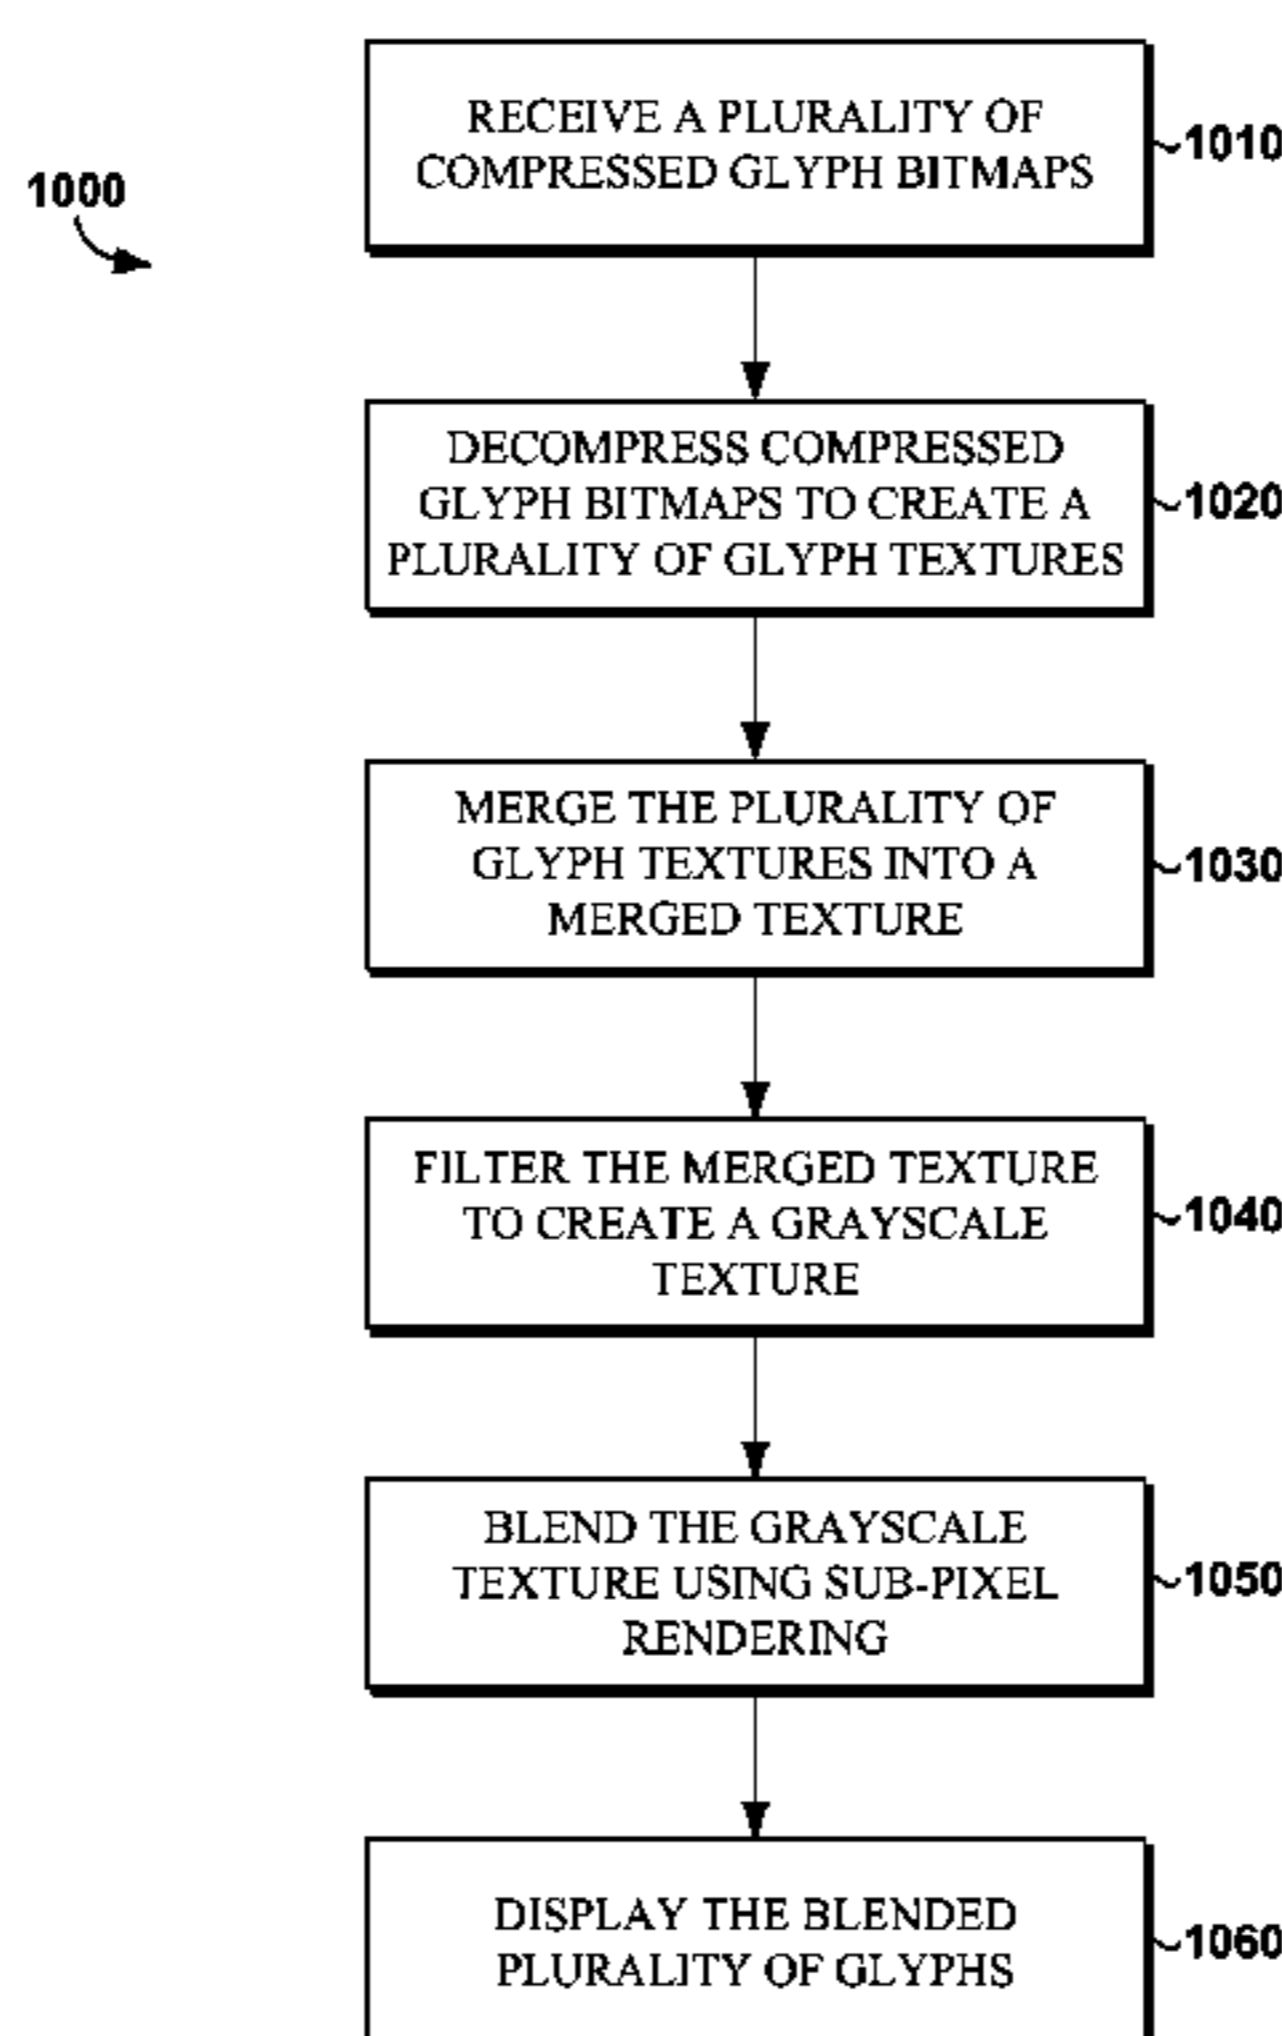 RECEIVE A PLURALITY OF
COMPRESSED GLYPH BITMAPS
1010
1000
DECOMPRESS COMPRESSED
GLYPH BITMAPS TO CREATE A
PLURALITY OF GLYPH TEXTURES
1020
MERGE THE PLURALITY OF
GLYPH TEXTURES INTO A
MERGED TEXTURE
1030
FILTER THE MERGED TEXTURE
TO CREATE A GRAYSCALE
TEXTURE
1040
BLEND THE GRAYSCALE
TEXTURE USING SUB-PIXEL
RENDERING
1050
DISPLAY THE BLENDED
PLURALITY OF GLYPHS
1060